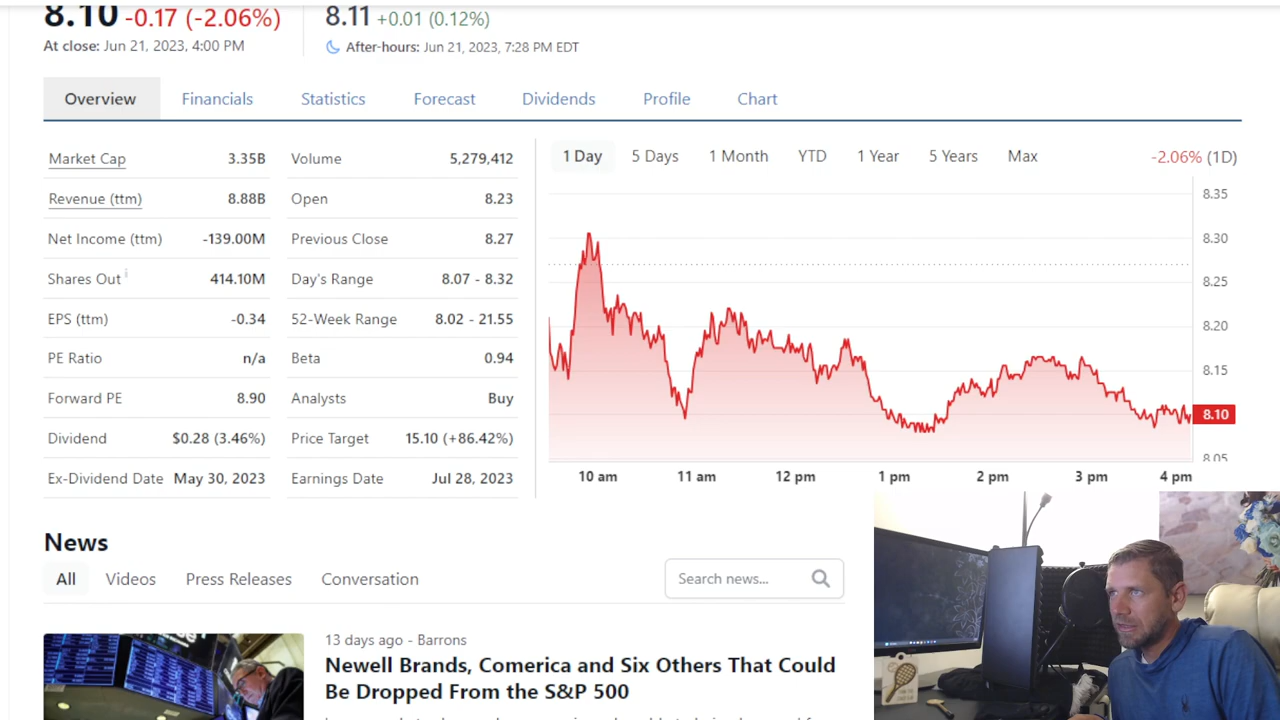 8.10 -0.17 (-2.06%)
8.11 +0.01 (0.12%)
At close: Jun 21, 2023, 4:00 PM
After-hours: Jun 21, 2023, 7:28 PM EDT
Overview Financials Statistics Forecast Dividends Profile Chart
Market Cap 3.35B
Revenue (ttm) 8.88B
Net Income (ttm) -139.00M
Shares Out i 414.10M
EPS (ttm) -0.34
PE Ratio n/a
Forward PE 8.90
Dividend $0.28 (3.46%)
Ex-Dividend Date May 30, 2023
Volume 5,279,412
Open 8.23
Previous Close 8.27
Day's Range 8.07 - 8.32
52-Week Range 8.02 - 21.55
Beta 0.94
Analysts Buy
Price Target 15.10 (+86.42%)
Earnings Date Jul 28, 2023
1 Day 5 Days 1 Month YTD 1 Year 5 Years Max -2.06% (1D)
8.35
8.30
8.25
8.20
8.15
8.10
8.05
10 am 11 am 12 pm 1 pm 2 pm 3 pm 4 pm
News
All Videos Press Releases Conversation
Search news...
13 days ago - Barrons
Newell Brands, Comerica and Six Others That Could
Be Dropped From the S&P 500